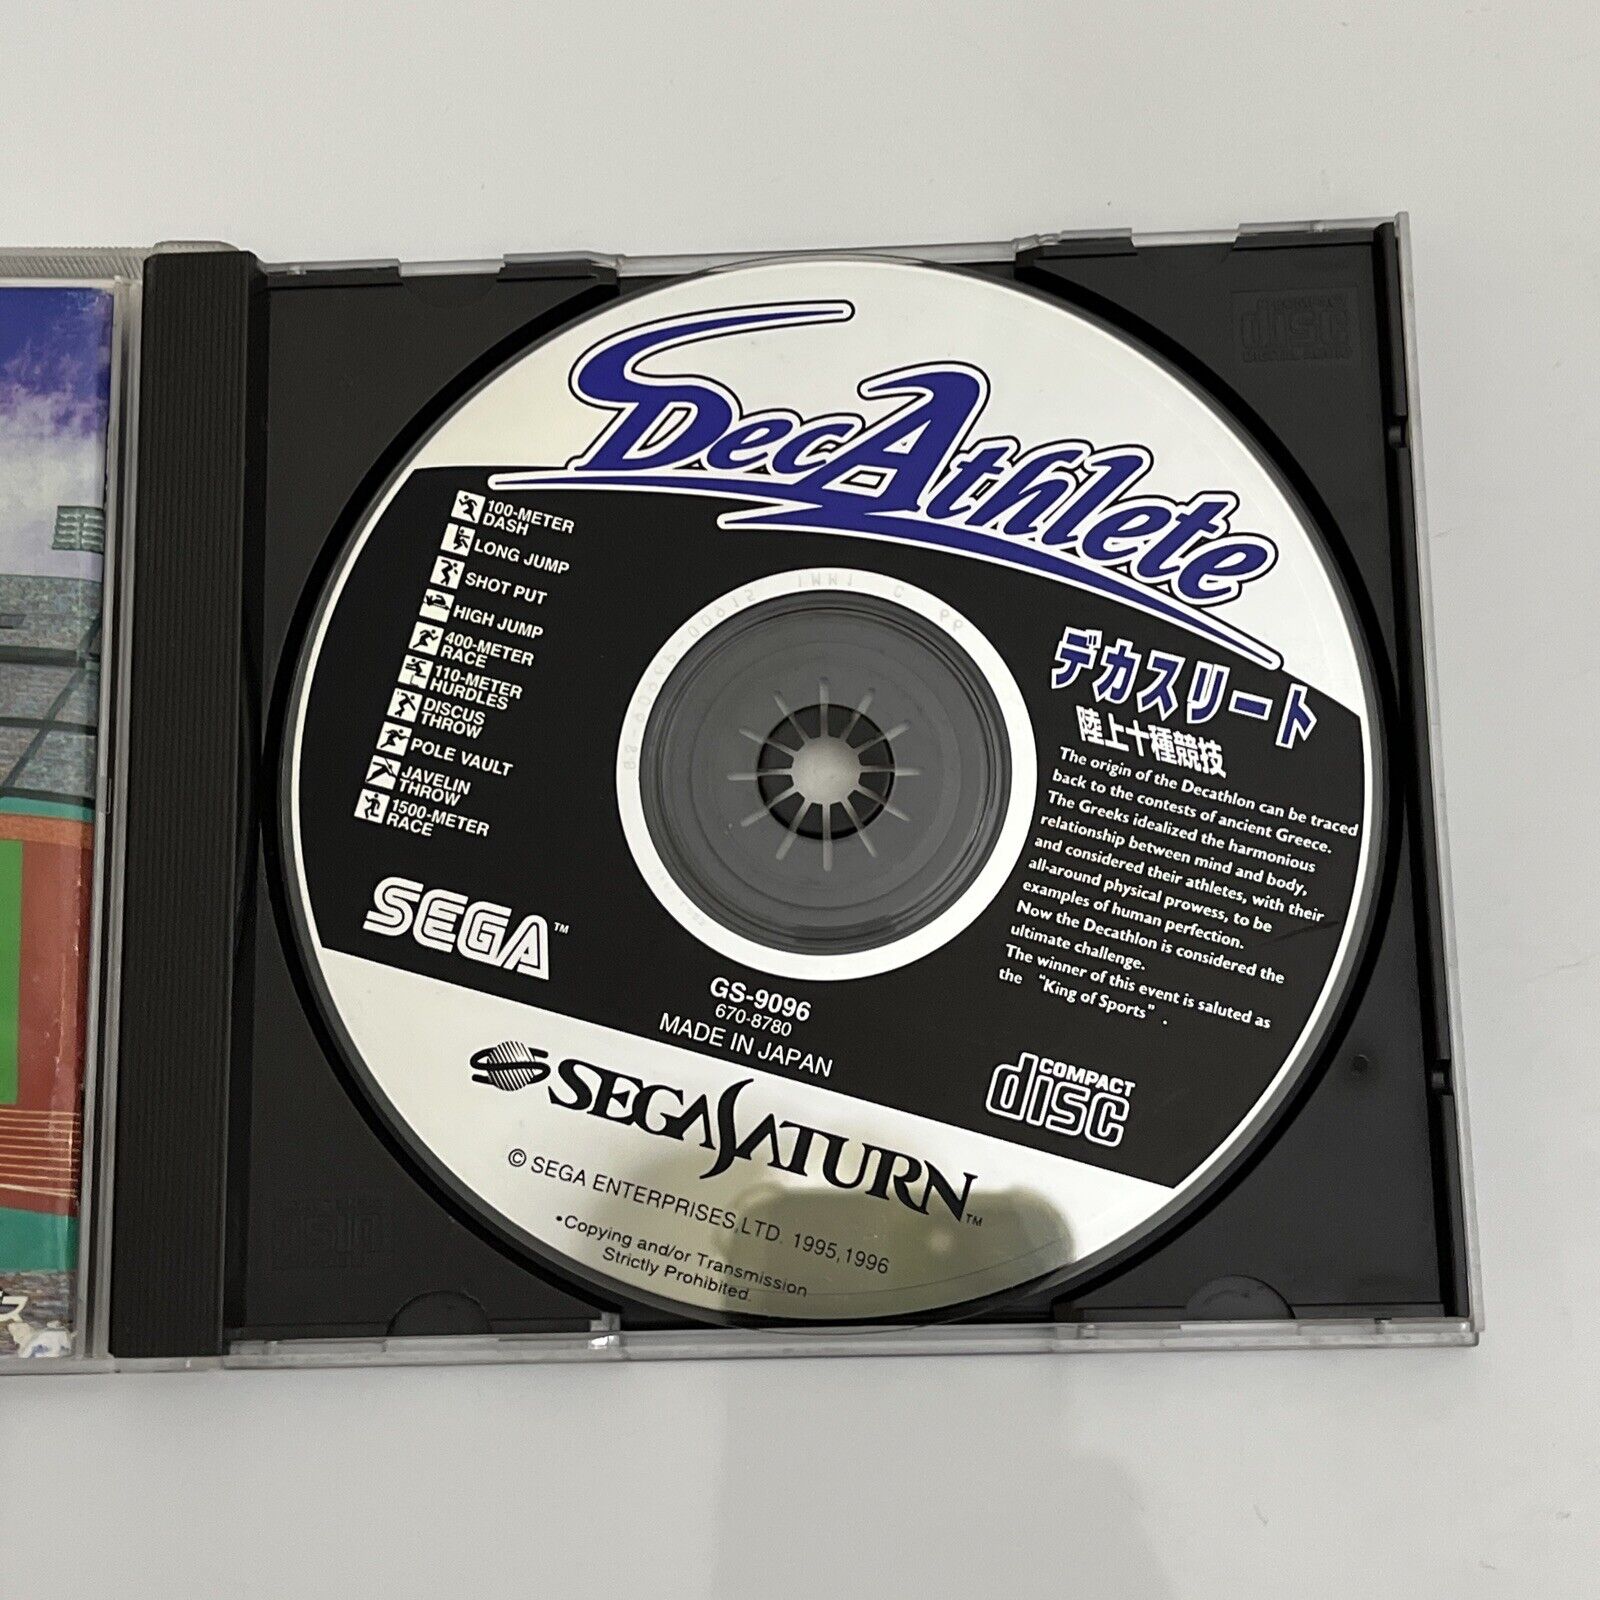 DecAthlete
デカスリート
陸上十種競技
100-METER
DASH
LONG JUMP
SHOT PUT
HIGH JUMP
400-METER
RACE
110-METER
HURDLES
DISCUS
THROW
POLE VAULT
JAVELIN
THROW
1500-METER
RACE
The origin of the Decathlon can be traced
back to the contests of ancient Greece.
The Greeks idealized the harmonious
relationship between mind and body,
and considered their athletes, with their
all-around physical prowess, to be
examples of human perfection.
Now the Decathlon is considered the
ultimate challenge.
The winner of this event is saluted as
the "King of Sports".
SEGA™
GS-9096
670-8780
MADE IN JAPAN
COMPACT
disc
SEGA SATURN™
© SEGA ENTERPRISES,LTD. 1995,1996
•Copying and/or Transmission
Strictly Prohibited.
disc
DIGITAL AUDIO